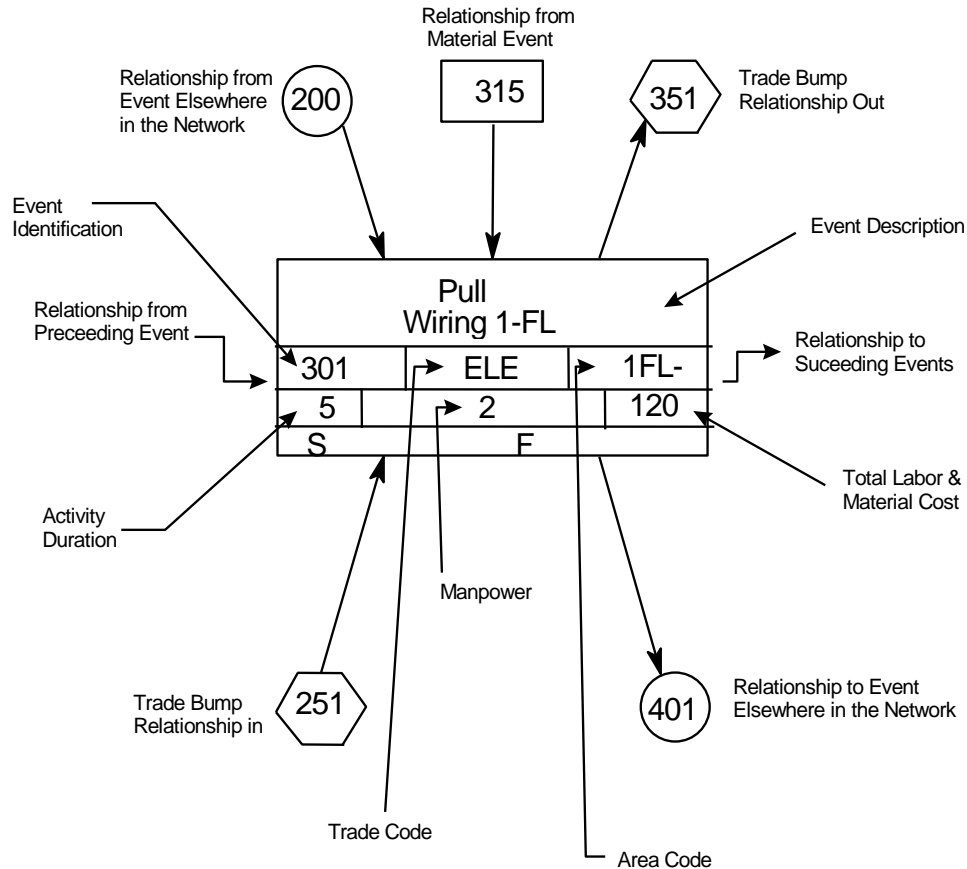 Relationship from
Material Event
Relationship from
Event Elsewhere
in the Network
200
315
351
Trade Bump
Relationship Out
Event
Identification
Event Description
Pull
Wiring 1-FL
Relationship from
Preceeding Event
Relationship to
Suceeding Events
301
ELE
1FL-
5
2
120
S
F
Total Labor &
Material Cost
Activity
Duration
Manpower
Trade Bump
Relationship in
251
401
Relationship to Event
Elsewhere in the Network
Trade Code
Area Code